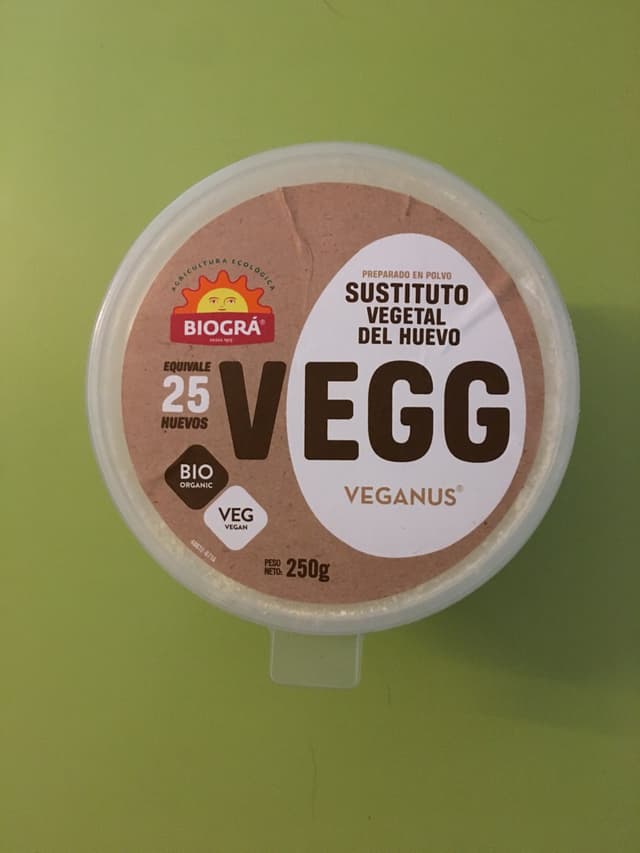 AGRICULTURA ECOLÓGICA
BIOGRÁ®
PREPARADO EN POLVO
SUSTITUTO
VEGETAL
DEL HUEVO
EQUIVALE
25
HUEVOS
VEGG
VEGANUS®
BIO
ORGANIC
VEG
VEGAN
PESO
NETO: 250g